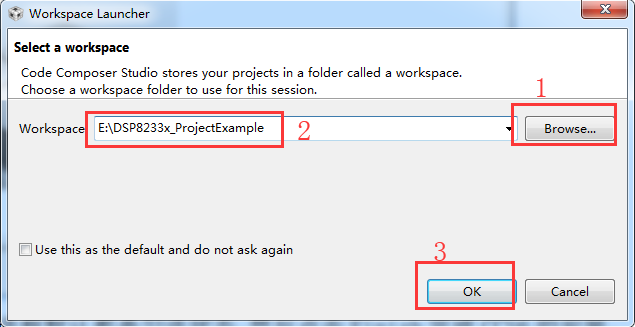 Workspace Launcher
Select a workspace
Code Composer Studio stores your projects in a folder called a workspace.
Choose a workspace folder to use for this session.
1
Workspace E:\DSP8233x_ProjectExample 2 Browse...
Use this as the default and do not ask again
3
OK Cancel